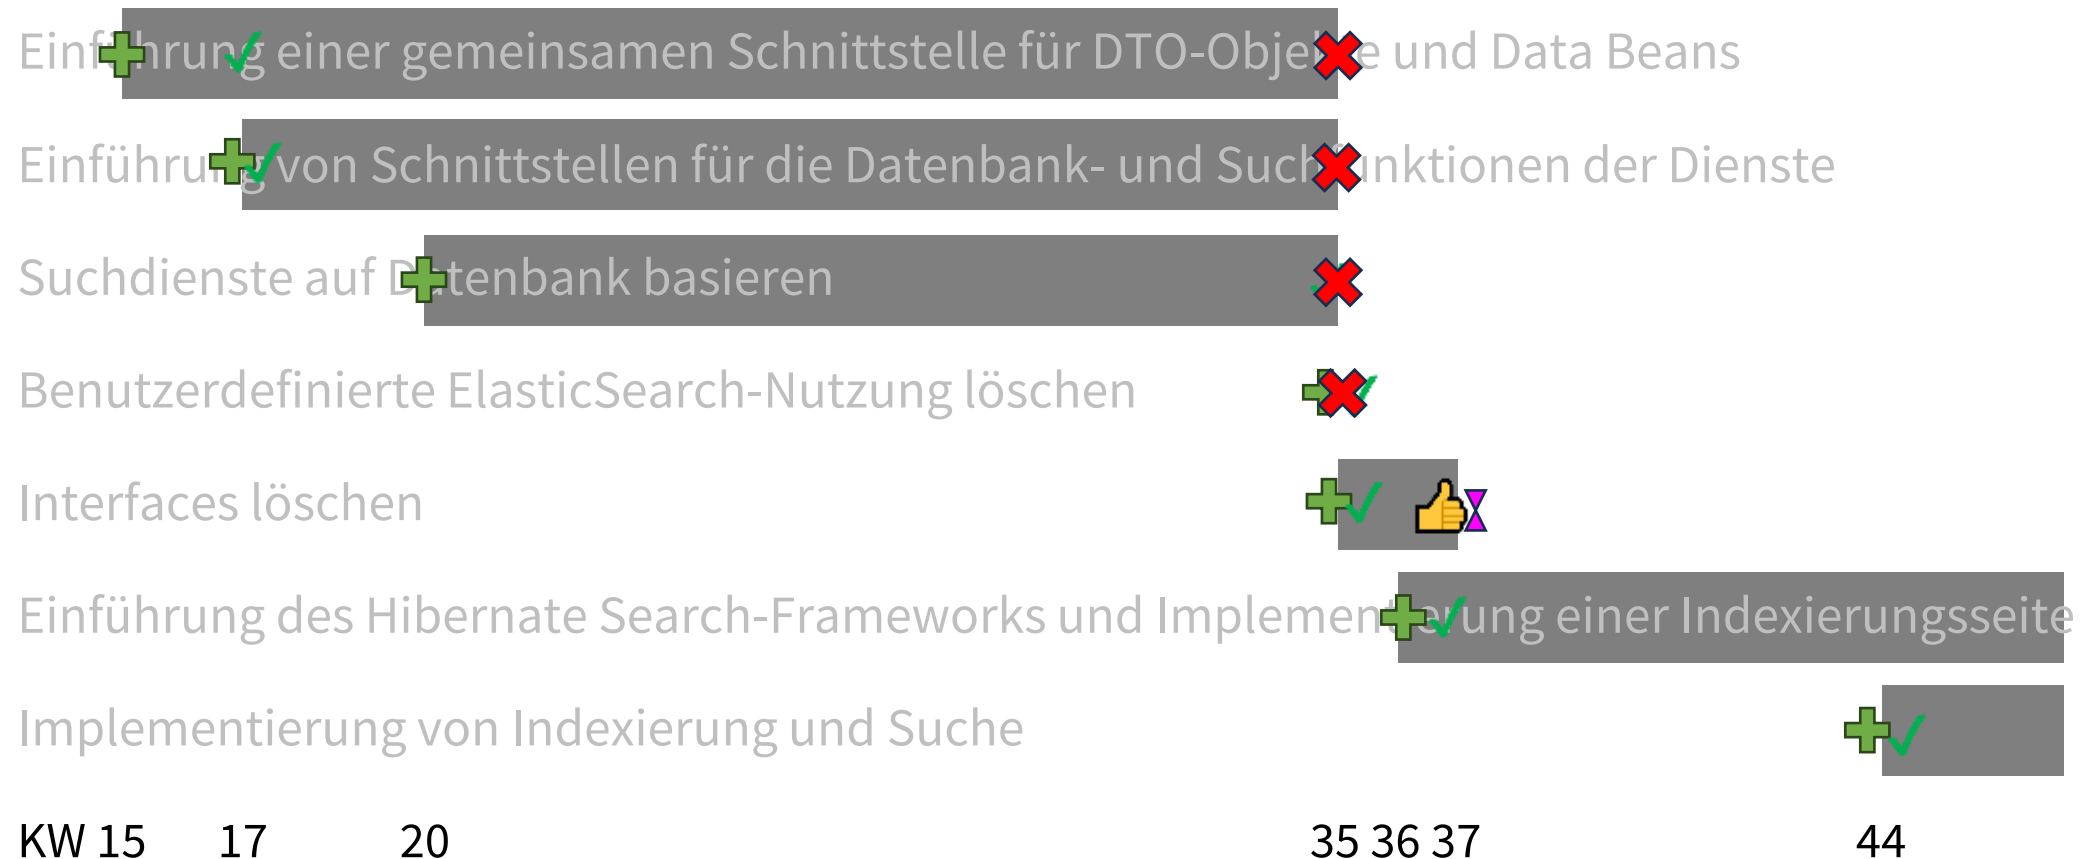 Einführung einer gemeinsamen Schnittstelle für DTO-Objekte und Data Beans
Einführung von Schnittstellen für die Datenbank- und Suchfunktionen der Dienste
Suchdienste auf Datenbank basieren
Benutzerdefinierte ElasticSearch-Nutzung löschen
Interfaces löschen
Einführung des Hibernate Search-Frameworks und Implementierung einer Indexierungsseite
Implementierung von Indexierung und Suche
KW 15 17 20 35 36 37 44